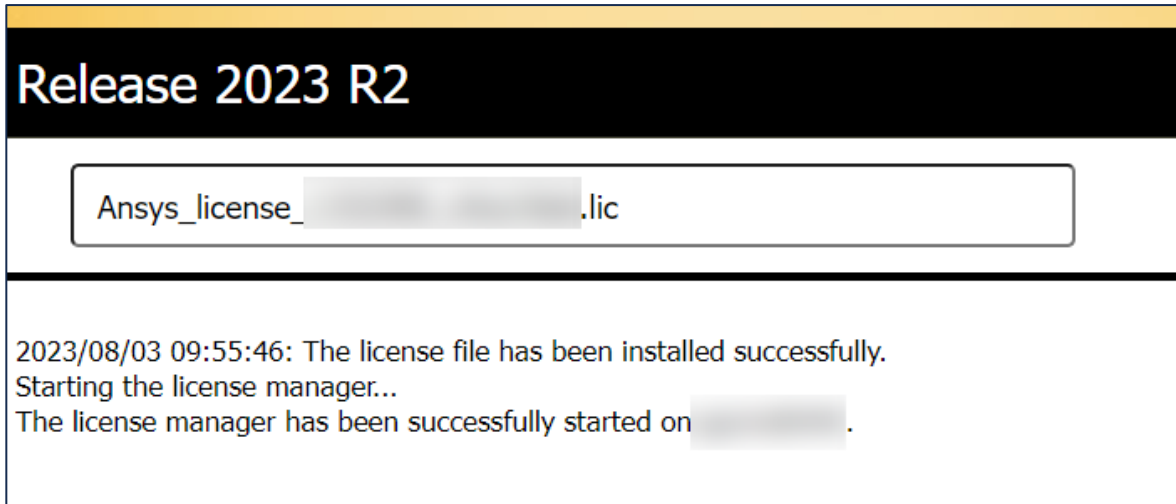 Release 2023 R2
Ansys_license_ .lic
2023/08/03 09:55:46: The license file has been installed successfully.
Starting the license manager...
The license manager has been successfully started on .